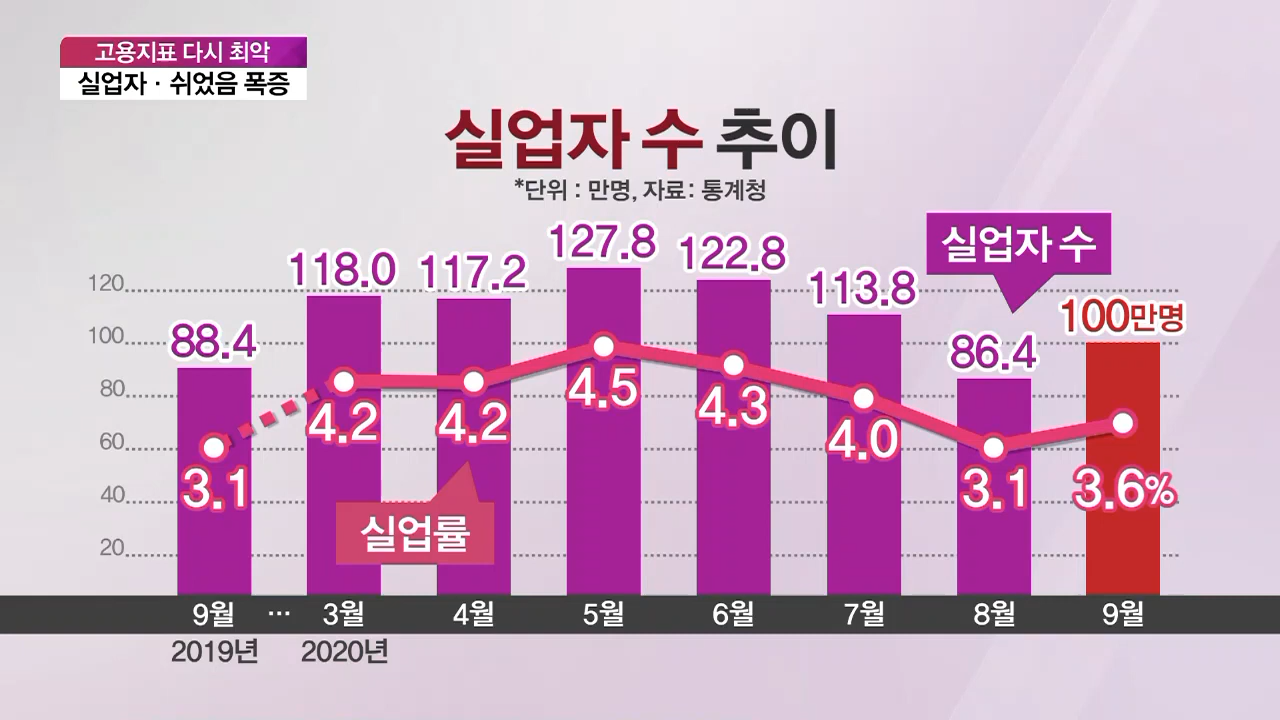 고용지표 다시 최악
실업자 · 쉬었음 폭증
실업자 수 추이
*단위 : 만명, 자료 : 통계청
실업자 수
120
100
80
60
40
20
88.4
118.0
117.2
127.8
122.8
113.8
86.4
100만명
3.1
4.2
4.2
4.5
4.3
4.0
3.1
3.6%
실업률
9월 … 3월 4월 5월 6월 7월 8월 9월
2019년 2020년